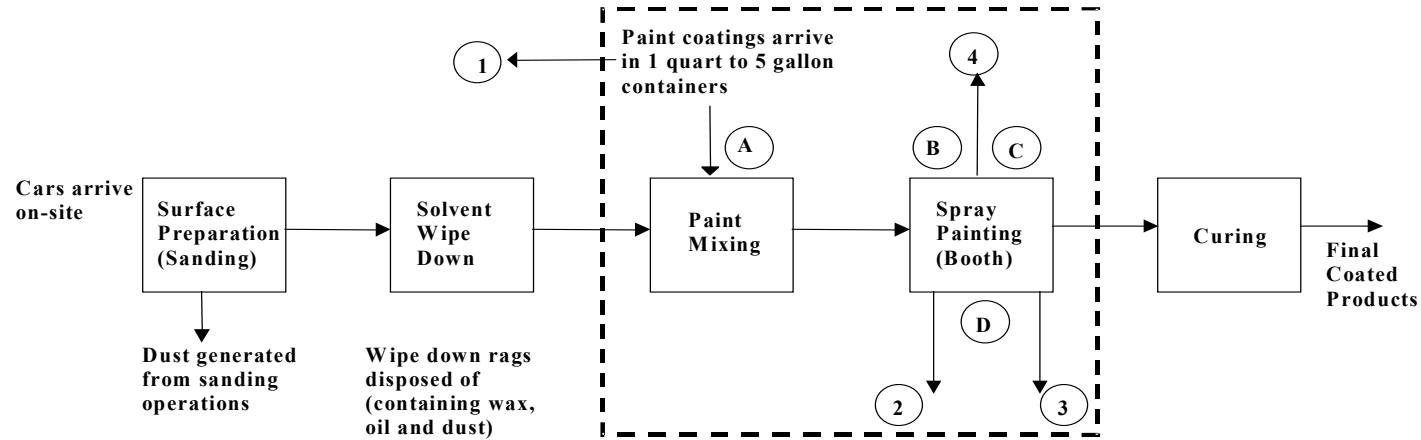 1
Paint coatings arrive
in 1 quart to 5 gallon
containers
4
A
B
C
Cars arrive
on-site
Surface
Preparation
(Sanding)
Solvent
Wipe
Down
Paint
Mixing
Spray
Painting
(Booth)
Curing
Final
Coated
Products
D
Dust generated
from sanding
operations
Wipe down rags
disposed of
(containing wax,
oil and dust)
2
3